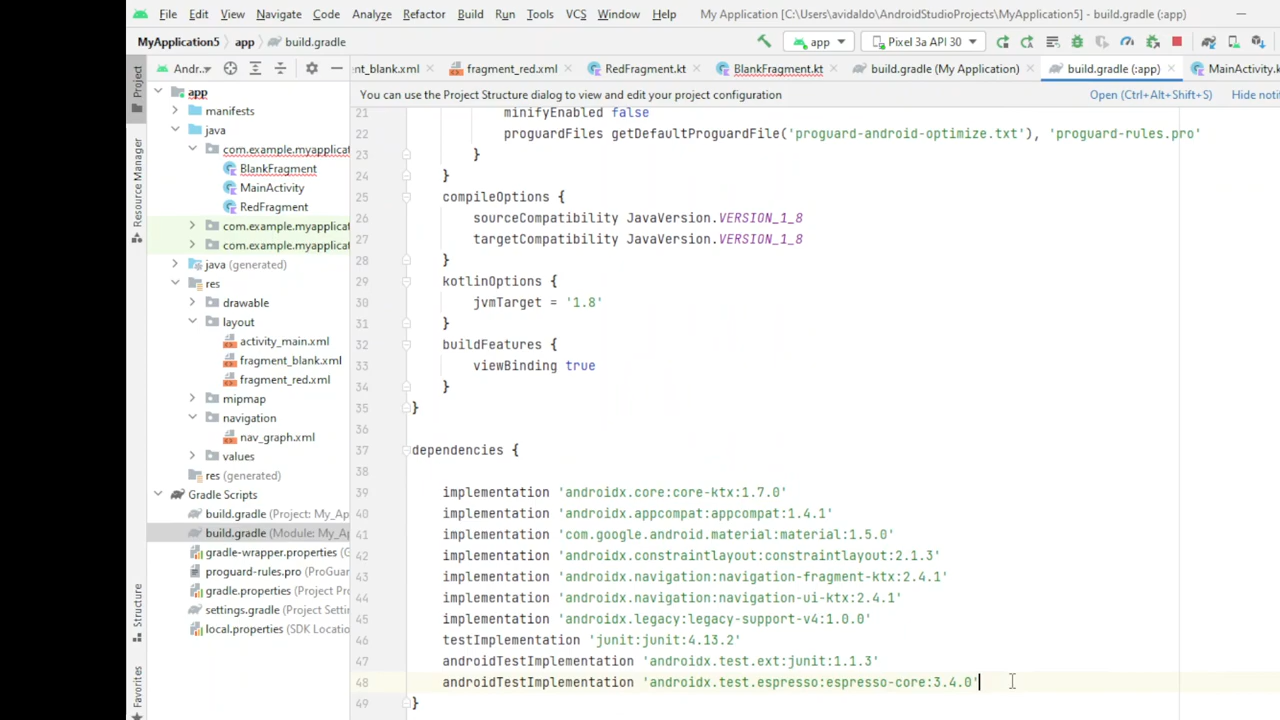 File Edit View Navigate Code Analyze Refactor Build Run Tools VCS Window Help My Application [C:\Users\avidaldo\AndroidStudioProjects\MyApplication5] - build.gradle (:app)
MyApplication5 app build.gradle app Pixel 3a API 30
Project
Andr... nt_blank.xml fragment_red.xml RedFragment.kt BlankFragment.kt build.gradle (My Application) build.gradle (:app) MainActivity.k
You can use the Project Structure dialog to view and edit your project configuration Open (Ctrl+Alt+Shift+S) Hide notif
app
manifests
java
com.example.myapplicat
BlankFragment
MainActivity
RedFragment
com.example.myapplicat
com.example.myapplicat
java (generated)
res
drawable
layout
activity_main.xml
fragment_blank.xml
fragment_red.xml
mipmap
navigation
nav_graph.xml
values
res (generated)
Gradle Scripts
build.gradle (Project: My_Ap
build.gradle (Module: My_Ap
gradle-wrapper.properties (G
proguard-rules.pro (ProGuar
gradle.properties (Project Pro
settings.gradle (Project Setti
local.properties (SDK Locatio
Resource Manager
Structure
Favorites
21 minifyEnabled false
22 proguardFiles getDefaultProguardFile('proguard-android-optimize.txt'), 'proguard-rules.pro'
23 }
24 }
25 compileOptions {
26 sourceCompatibility JavaVersion.VERSION_1_8
27 targetCompatibility JavaVersion.VERSION_1_8
28 }
29 kotlinOptions {
30 jvmTarget = '1.8'
31 }
32 buildFeatures {
33 viewBinding true
34 }
35 }
36
37 dependencies {
38
39 implementation 'androidx.core:core-ktx:1.7.0'
40 implementation 'androidx.appcompat:appcompat:1.4.1'
41 implementation 'com.google.android.material:material:1.5.0'
42 implementation 'androidx.constraintlayout:constraintlayout:2.1.3'
43 implementation 'androidx.navigation:navigation-fragment-ktx:2.4.1'
44 implementation 'androidx.navigation:navigation-ui-ktx:2.4.1'
45 implementation 'androidx.legacy:legacy-support-v4:1.0.0'
46 testImplementation 'junit:junit:4.13.2'
47 androidTestImplementation 'androidx.test.ext:junit:1.1.3'
48 androidTestImplementation 'androidx.test.espresso:espresso-core:3.4.0'
49 }